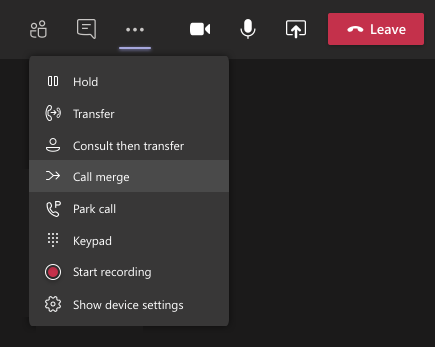 Leave
Hold
Transfer
Consult then transfer
Call merge
Park call
Keypad
Start recording
Show device settings